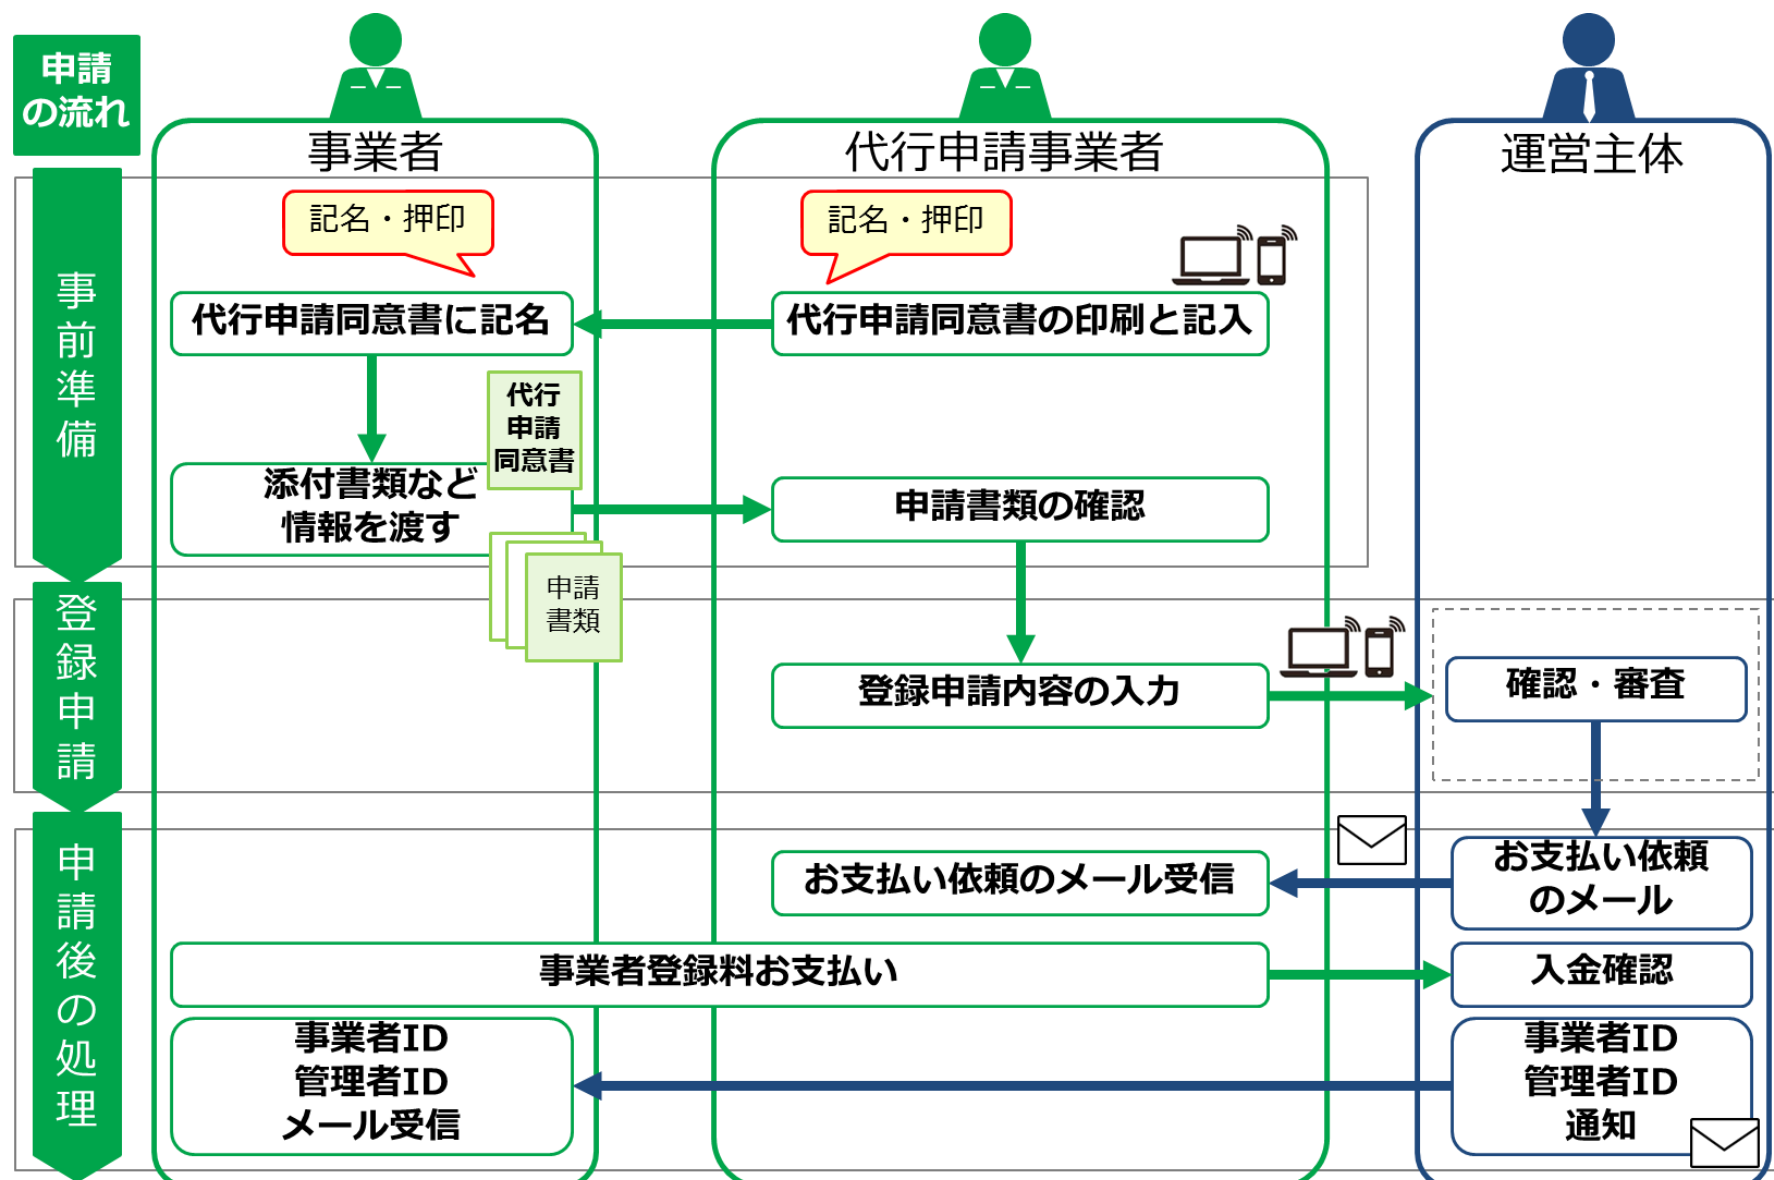 申請
の流れ
事業者
代行申請事業者
運営主体
事前準備
記名・押印
記名・押印
代行申請同意書に記名
代行申請同意書の印刷と記入
代行
申請
同意書
添付書類など
情報を渡す
申請書類の確認
申請
書類
登録申請
登録申請内容の入力
確認・審査
申請後の処理
お支払い依頼のメール受信
お支払い依頼
のメール
事業者登録料お支払い
入金確認
事業者ID
管理者ID
メール受信
事業者ID
管理者ID
通知